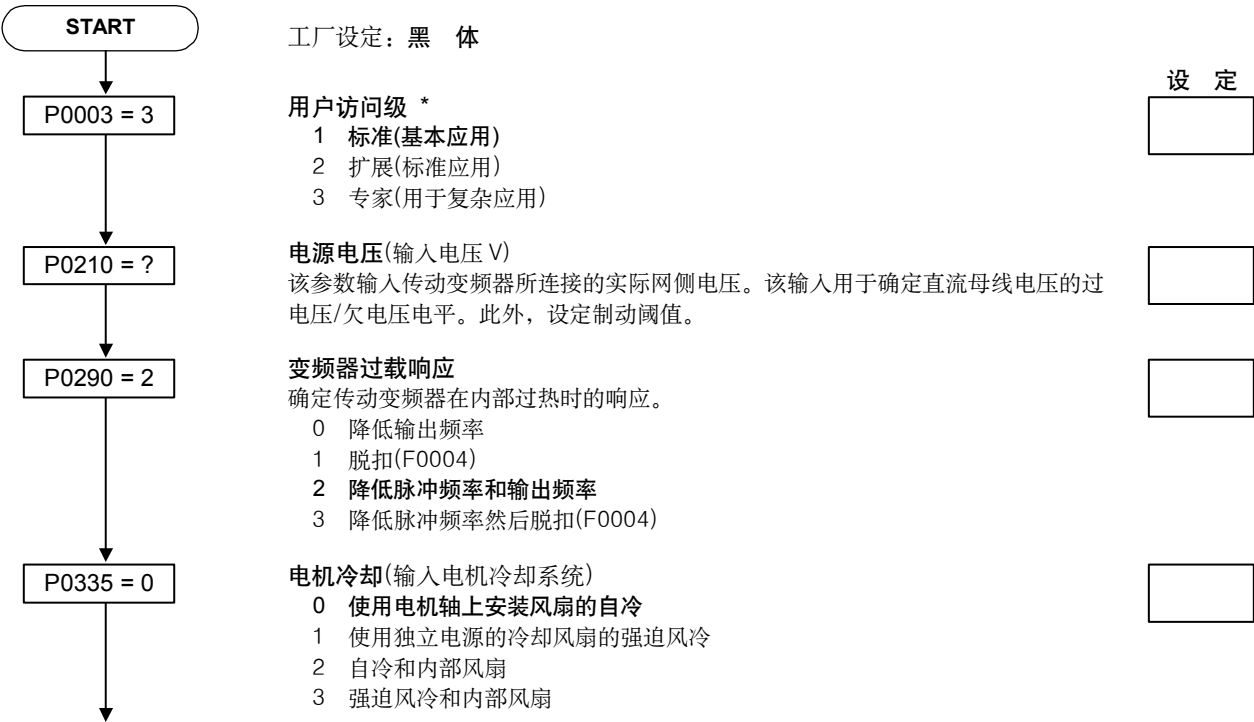 START
工厂设定：黑 体
设 定
P0003 = 3
用户访问级 *
1 标准(基本应用)
2 扩展(标准应用)
3 专家(用于复杂应用)
P0210 = ?
电源电压(输入电压 V)
该参数输入传动变频器所连接的实际网侧电压。该输入用于确定直流母线电压的过
电压/欠电压电平。此外，设定制动阈值。
P0290 = 2
变频器过载响应
确定传动变频器在内部过热时的响应。
0 降低输出频率
1 脱扣(F0004)
2 降低脉冲频率和输出频率
3 降低脉冲频率然后脱扣(F0004)
P0335 = 0
电机冷却(输入电机冷却系统)
0 使用电机轴上安装风扇的自冷
1 使用独立电源的冷却风扇的强迫风冷
2 自冷和内部风扇
3 强迫风冷和内部风扇